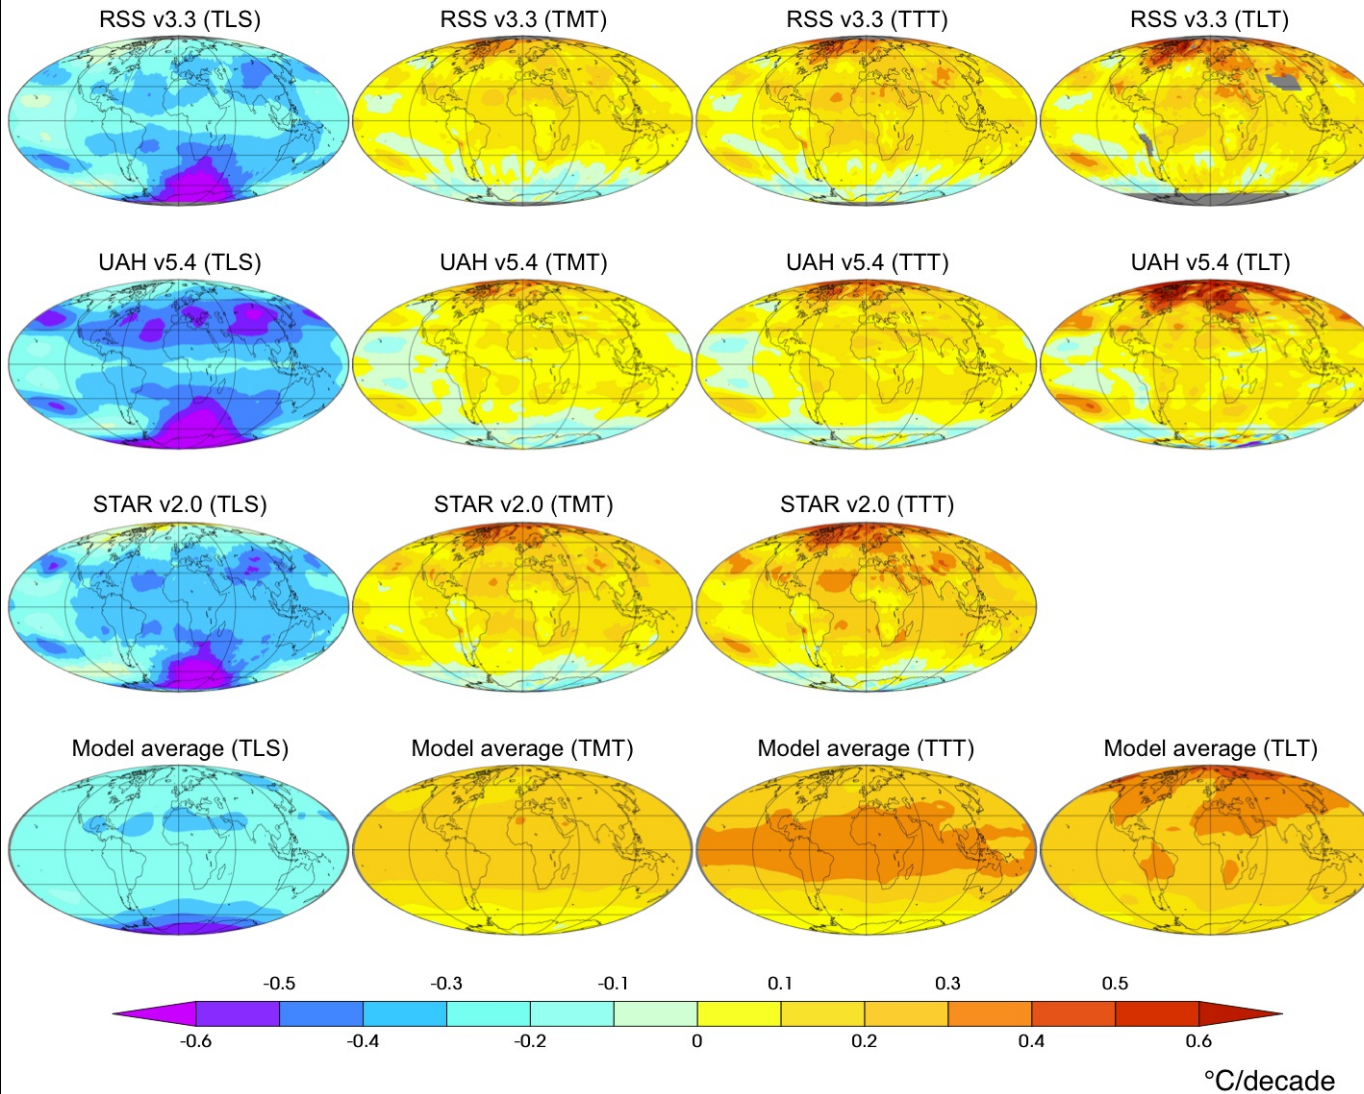 RSS v3.3 (TLS) RSS v3.3 (TMT) RSS v3.3 (TTT) RSS v3.3 (TLT)
UAH v5.4 (TLS) UAH v5.4 (TMT) UAH v5.4 (TTT) UAH v5.4 (TLT)
STAR v2.0 (TLS) STAR v2.0 (TMT) STAR v2.0 (TTT)
Model average (TLS) Model average (TMT) Model average (TTT) Model average (TLT)
-0.5 -0.3 -0.1 0.1 0.3 0.5
-0.6 -0.4 -0.2 0 0.2 0.4 0.6
°C/decade